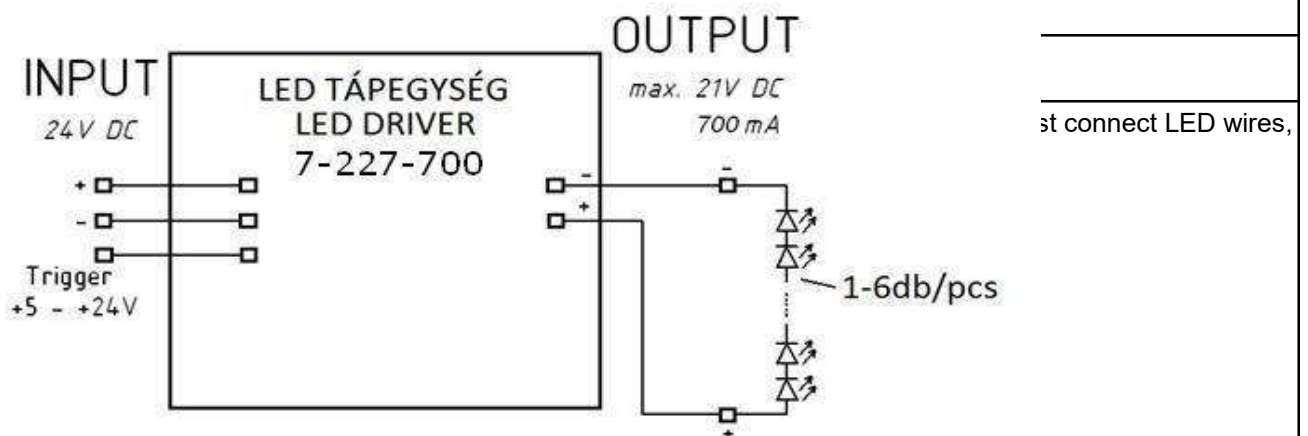 INPUT
24V DC
+
-
Trigger
+5 - +24V
LED TÁPEGYSÉG
LED DRIVER
7-227-700
-
+
OUTPUT
max. 21V DC
700 mA
-
1-6db/pcs
+
connect LED wires,